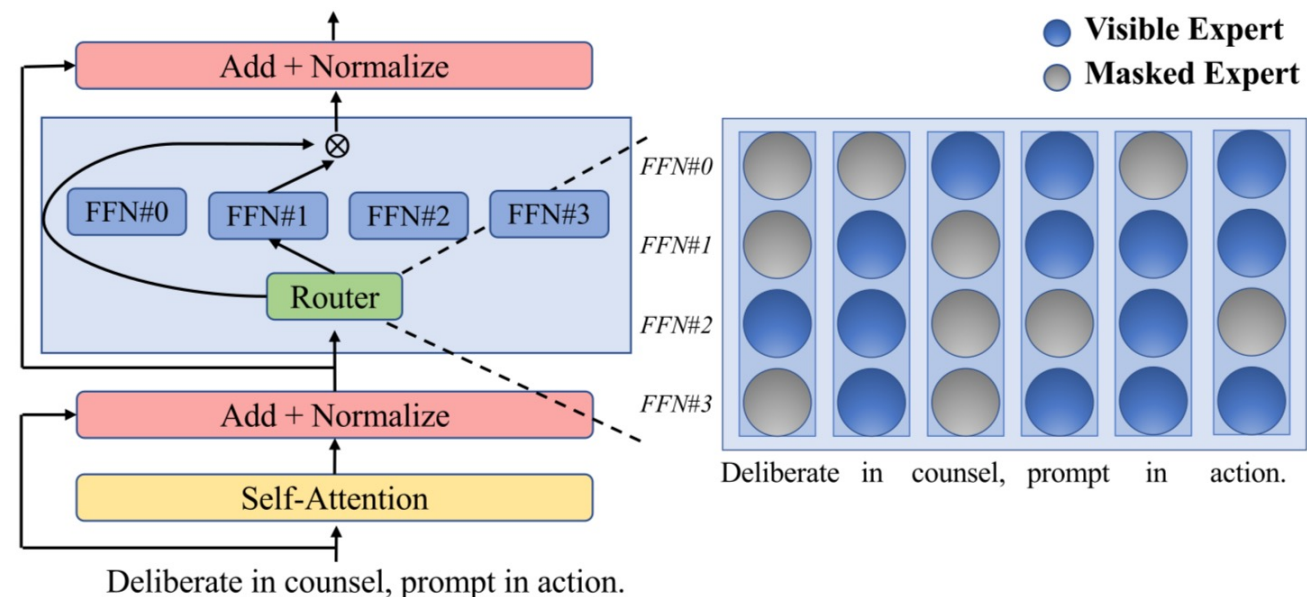 Add + Normalize
FFN#0 FFN#1 FFN#2 FFN#3
Router
Add + Normalize
Self-Attention
Deliberate in counsel, prompt in action.
Visible Expert
Masked Expert
FFN#0
FFN#1
FFN#2
FFN#3
Deliberate in counsel, prompt in action.